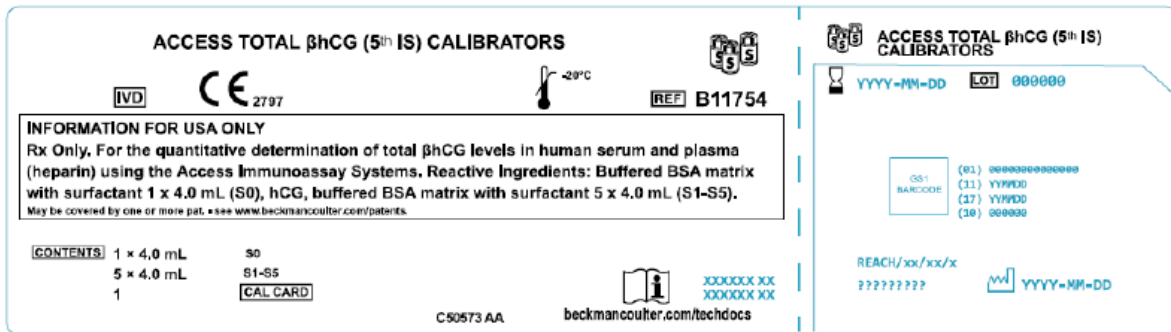 ACCESS TOTAL βhCG (5th IS) CALIBRATORS
S S S
IVD
CE 2797
-20°C
REF B11754
INFORMATION FOR USA ONLY
Rx Only. For the quantitative determination of total βhCG levels in human serum and plasma
(heparin) using the Access Immunoassay Systems. Reactive Ingredients: Buffered BSA matrix
with surfactant 1 x 4.0 mL (S0), hCG, buffered BSA matrix with surfactant 5 x 4.0 mL (S1-S5).
May be covered by one or more pat. - see www.beckmancoulter.com/patents.
CONTENTS 1 × 4.0 mL S0
5 × 4.0 mL S1-S5
1 CAL CARD
C50573 AA
i
beckmancoulter.com/techdocs
XXXXXX XX
XXXXXX XX
S S S
ACCESS TOTAL βhCG (5th IS)
CALIBRATORS
YYYY-MM-DD LOT 000000
GS1
BARCODE
(01) 00000000000000
(11) YYMMDD
(17) YYMMDD
(10) 000000
REACH/xx/xx/x
?????????
YYYY-MM-DD